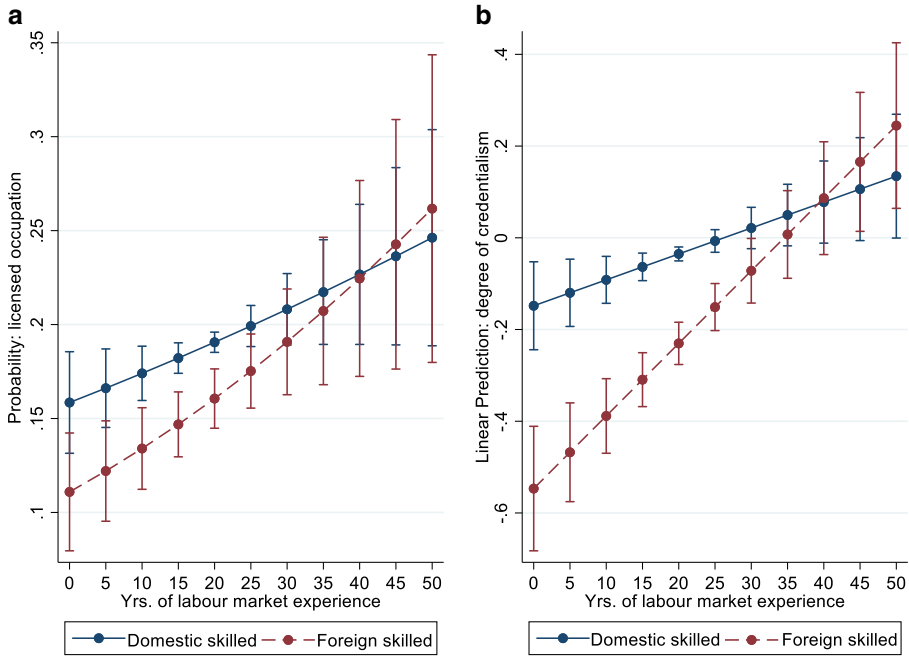 a
Probability: licensed occupation
.35
.3
.25
.2
.15
.1
0 5 10 15 20 25 30 35 40 45 50
Yrs. of labour market experience
Domestic skilled Foreign skilled
b
Linear Prediction: degree of credentialism
.4
.2
0
-.2
-.4
-.6
0 5 10 15 20 25 30 35 40 45 50
Yrs. of labour market experience
Domestic skilled Foreign skilled